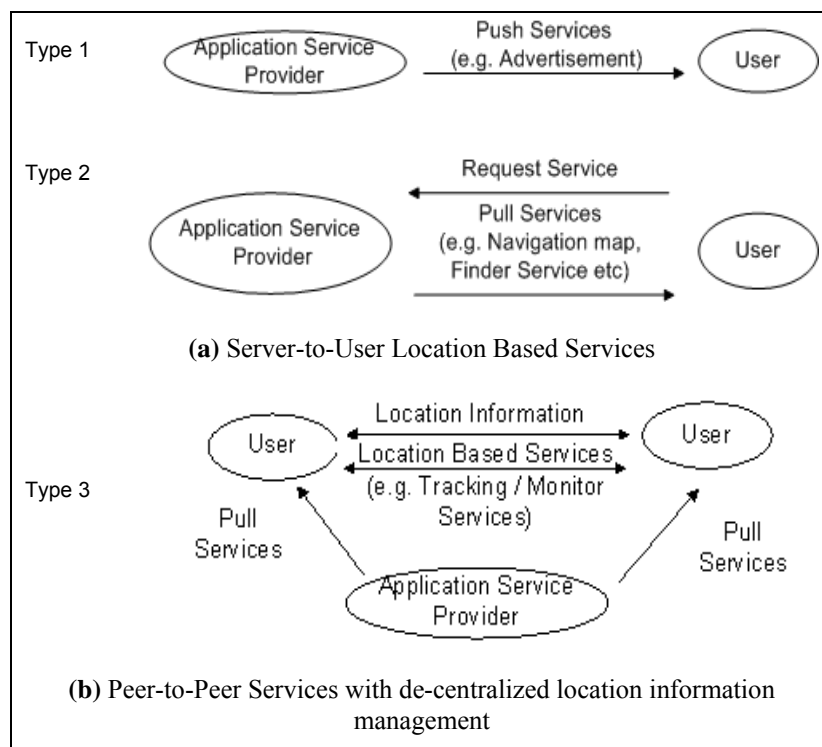 Type 1
Application Service
Provider
Push Services
(e.g. Advertisement)
User
Type 2
Request Service
Application Service
Provider
Pull Services
(e.g. Navigation map,
Finder Service etc)
User
(a) Server-to-User Location Based Services
Type 3
User
Location Information
User
Location Based Services
(e.g. Tracking / Monitor
Services)
Pull
Services
Pull
Services
Application Service
Provider
(b) Peer-to-Peer Services with de-centralized location information
management